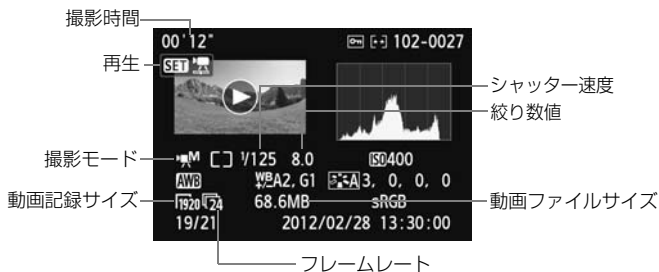 撮影時間
00'12" 102-0027
再生
SET
シャッター速度
絞り数値
撮影モード
M 1/125 8.0 ISO400
AWB WB A2, G1 A 3, 0, 0, 0
動画記録サイズ
1920 24 68.6MB sRGB
動画ファイルサイズ
19/21 2012/02/28 13:30:00
フレームレート